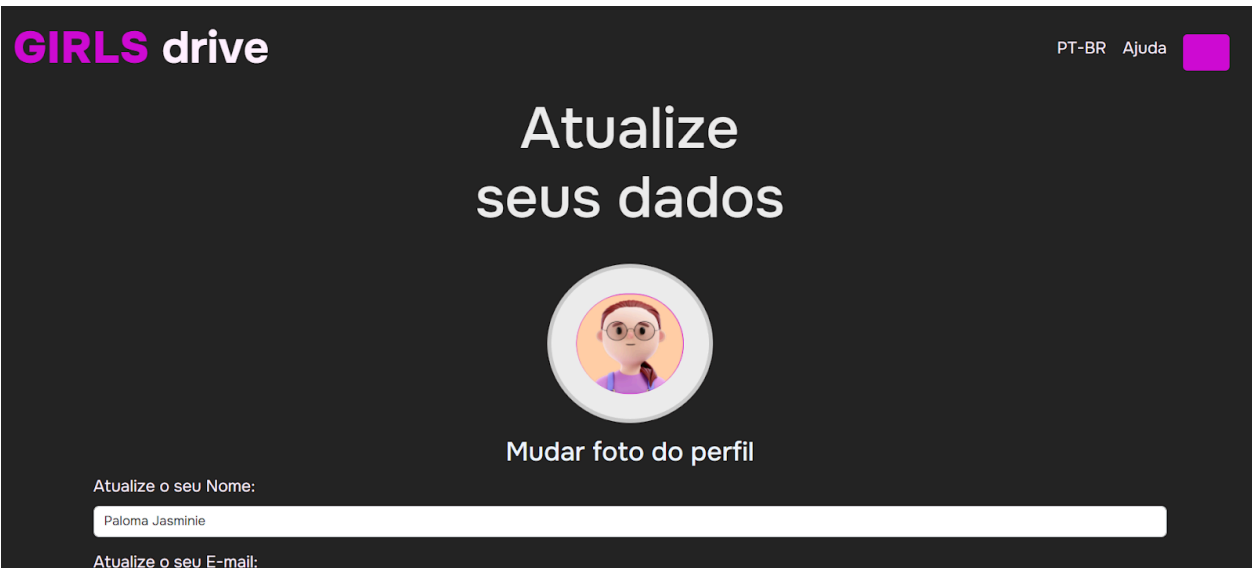 GIRLS drive
PT-BR Ajuda
Atualize
seus dados
Mudar foto do perfil
Atualize o seu Nome:
Paloma Jasminie
Atualize o seu E-mail: